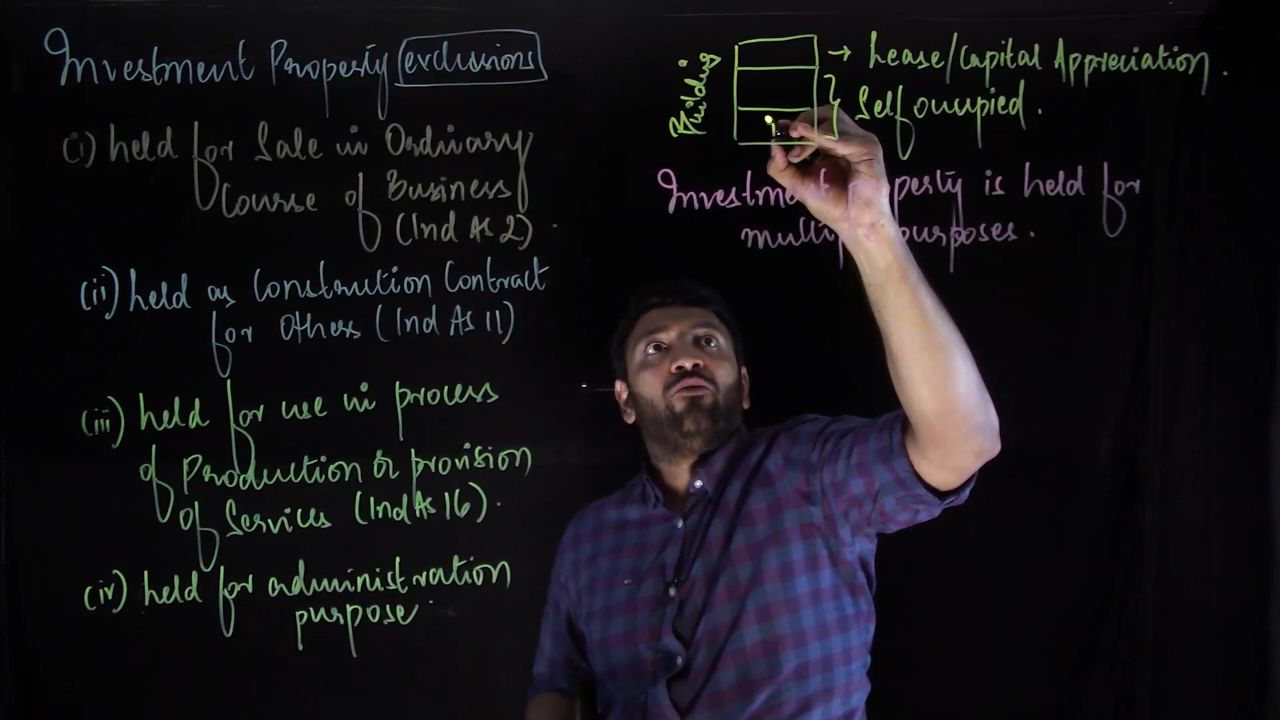 Investment Property exclusions
(i) held for Sale in Ordinary
Course of Business
(Ind As 2).
(ii) held as Construction Contract
for Others (Ind As 11)
(iii) held for use in process
of Production or provision
of Services (Ind As 16).
(iv) held for administration
purpose.
Building
→ Lease/Capital Appreciation.
Self occupied.
property is held for
purposes.